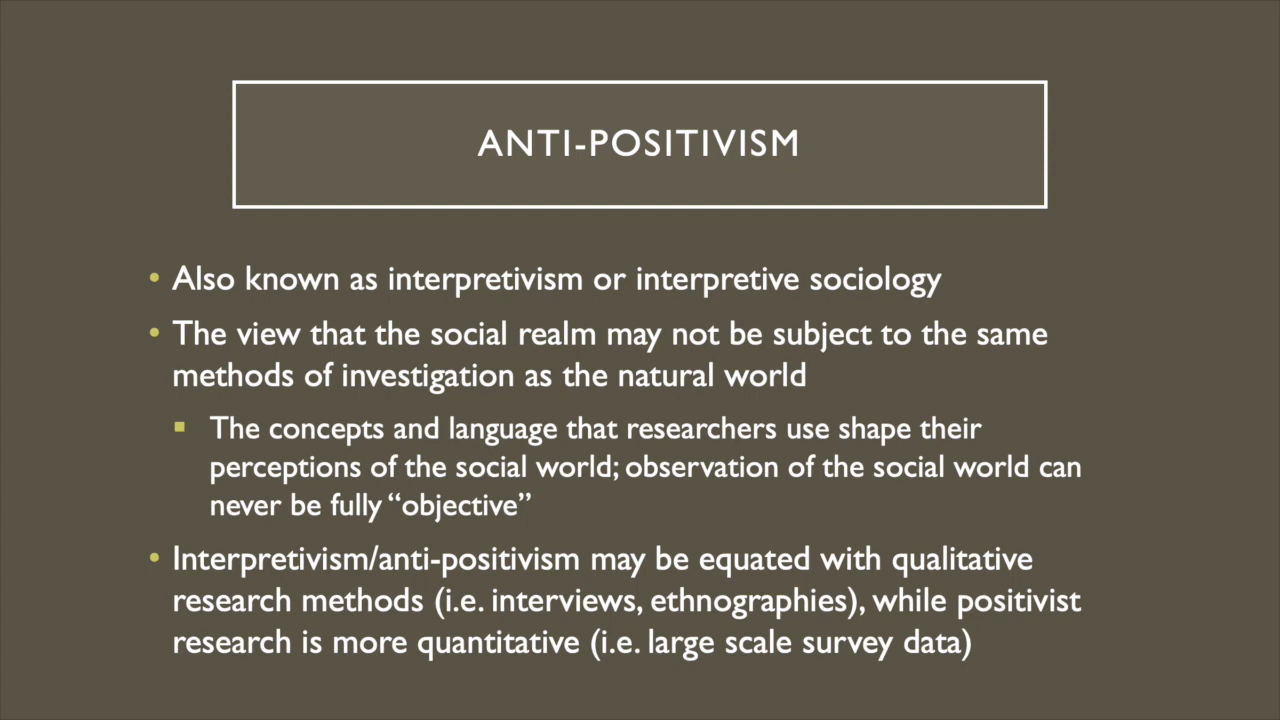 ANTI-POSITIVISM
• Also known as interpretivism or interpretive sociology
• The view that the social realm may not be subject to the same
methods of investigation as the natural world
▪ The concepts and language that researchers use shape their
perceptions of the social world; observation of the social world can
never be fully “objective”
• Interpretivism/anti-positivism may be equated with qualitative
research methods (i.e. interviews, ethnographies), while positivist
research is more quantitative (i.e. large scale survey data)